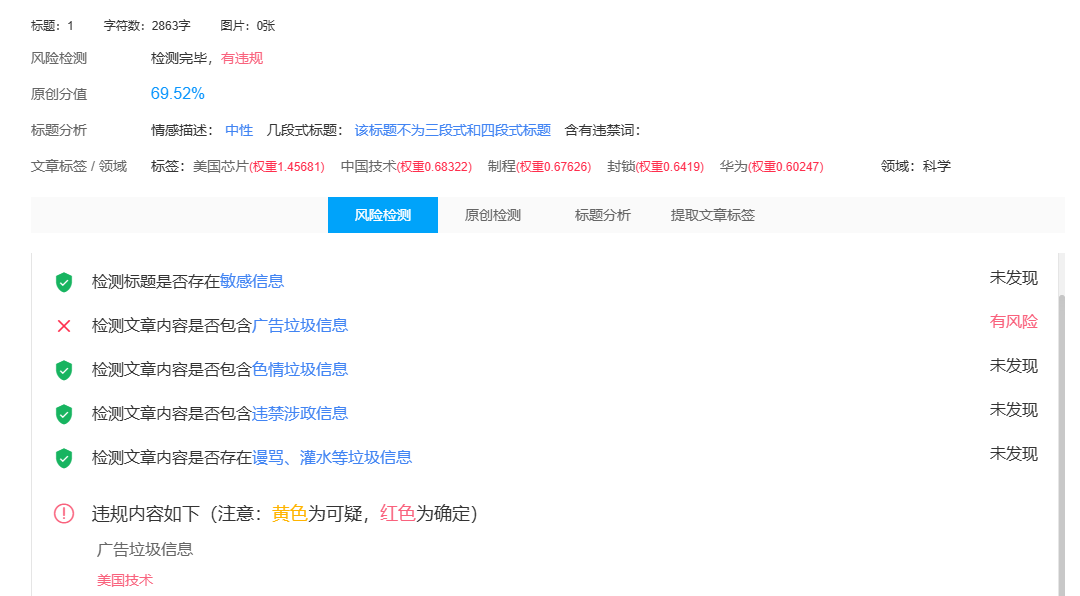 标题：1 字符数：2863字 图片：0张
风险检测 检测完毕，有违规
原创分值 69.52%
标题分析 情感描述： 中性 几段式标题： 该标题不为三段式和四段式标题 含有违禁词：
文章标签 / 领域 标签：美国芯片(权重1.45681) 中国技术(权重0.68322) 制程(权重0.67626) 封锁(权重0.6419) 华为(权重0.60247) 领域：科学
风险检测 原创检测 标题分析 提取文章标签
检测标题是否存在敏感信息 未发现
检测文章内容是否包含广告垃圾信息 有风险
检测文章内容是否包含色情垃圾信息 未发现
检测文章内容是否包含违禁涉政信息 未发现
检测文章内容是否存在谩骂、灌水等垃圾信息 未发现
违规内容如下（注意：黄色为可疑，红色为确定）
广告垃圾信息
美国技术